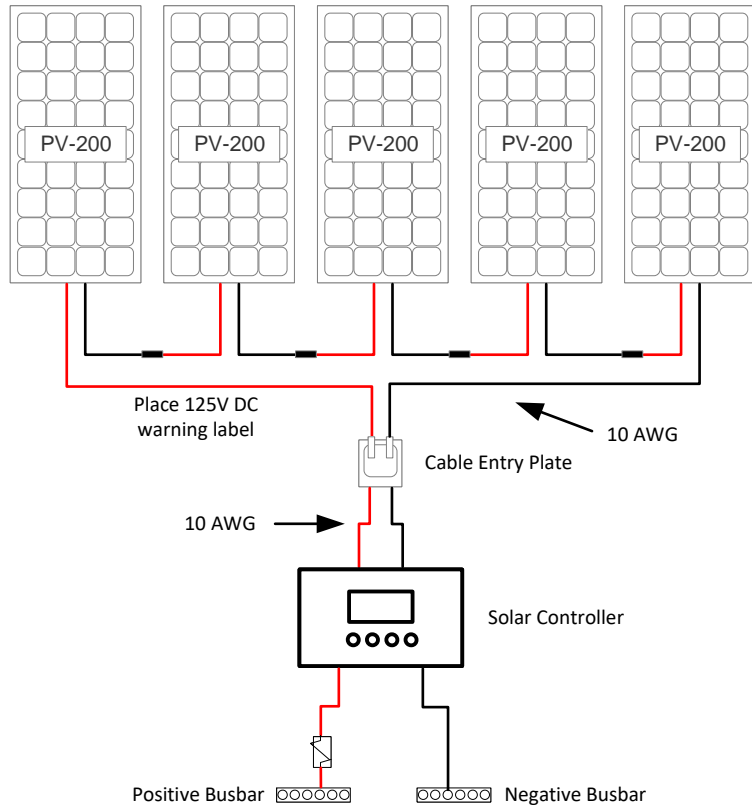 PV-200
PV-200
PV-200
PV-200
PV-200
Place 125V DC
warning label
10 AWG
Cable Entry Plate
10 AWG
Solar Controller
Positive Busbar
Negative Busbar